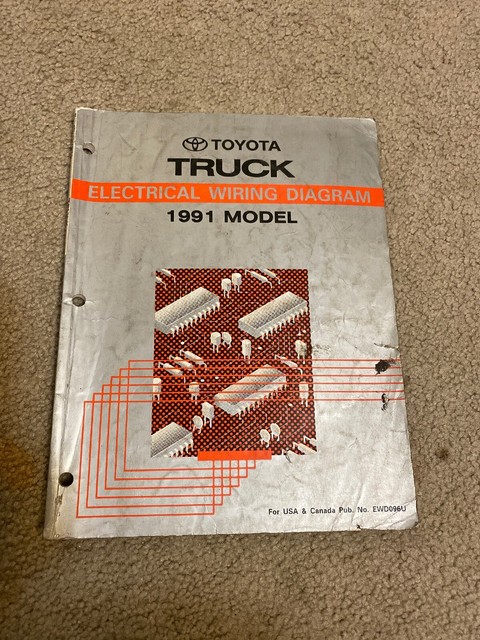 TOYOTA
TRUCK
ELECTRICAL WIRING DIAGRAM
1991 MODEL
For USA & Canada Pub. No. EWD096U